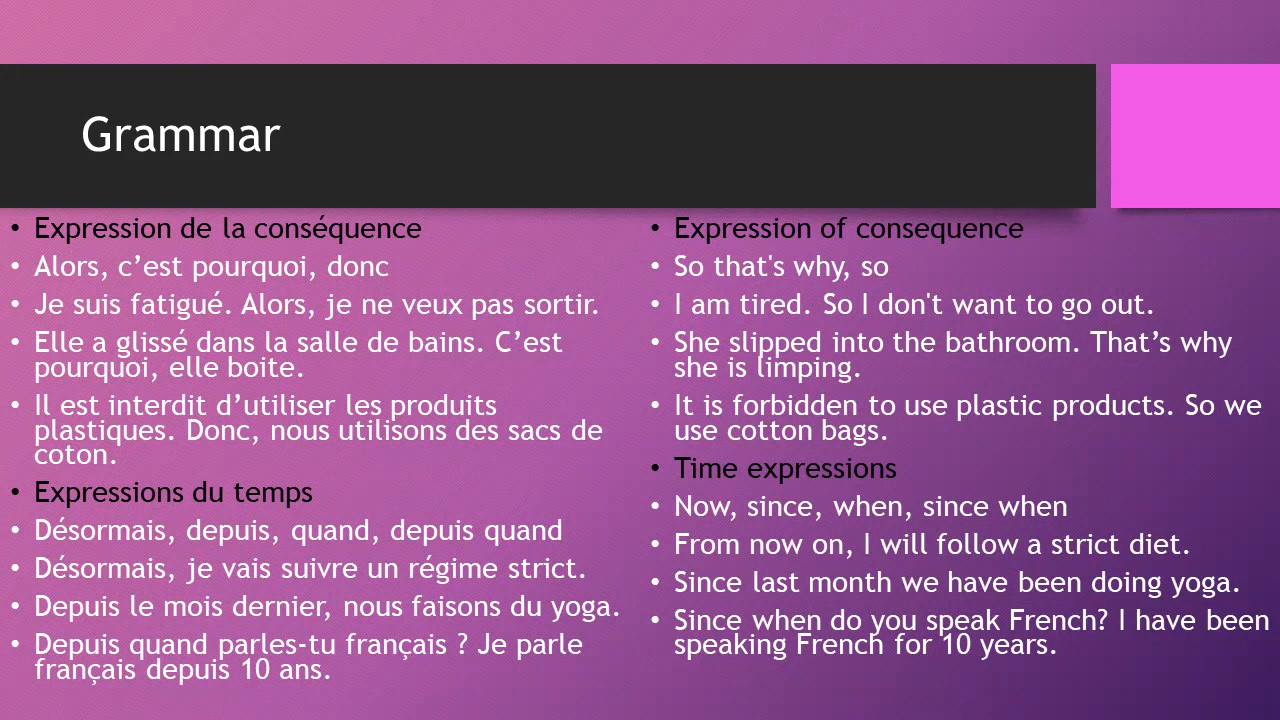 Grammar
• Expression de la conséquence
• Alors, c’est pourquoi, donc
• Je suis fatigué. Alors, je ne veux pas sortir.
• Elle a glissé dans la salle de bains. C’est
pourquoi, elle boite.
• Il est interdit d’utiliser les produits
plastiques. Donc, nous utilisons des sacs de
coton.
• Expressions du temps
• Désormais, depuis, quand, depuis quand
• Désormais, je vais suivre un régime strict.
• Depuis le mois dernier, nous faisons du yoga.
• Depuis quand parles-tu français ? Je parle
français depuis 10 ans.
• Expression of consequence
• So that's why, so
• I am tired. So I don't want to go out.
• She slipped into the bathroom. That’s why
she is limping.
• It is forbidden to use plastic products. So we
use cotton bags.
• Time expressions
• Now, since, when, since when
• From now on, I will follow a strict diet.
• Since last month we have been doing yoga.
• Since when do you speak French? I have been
speaking French for 10 years.